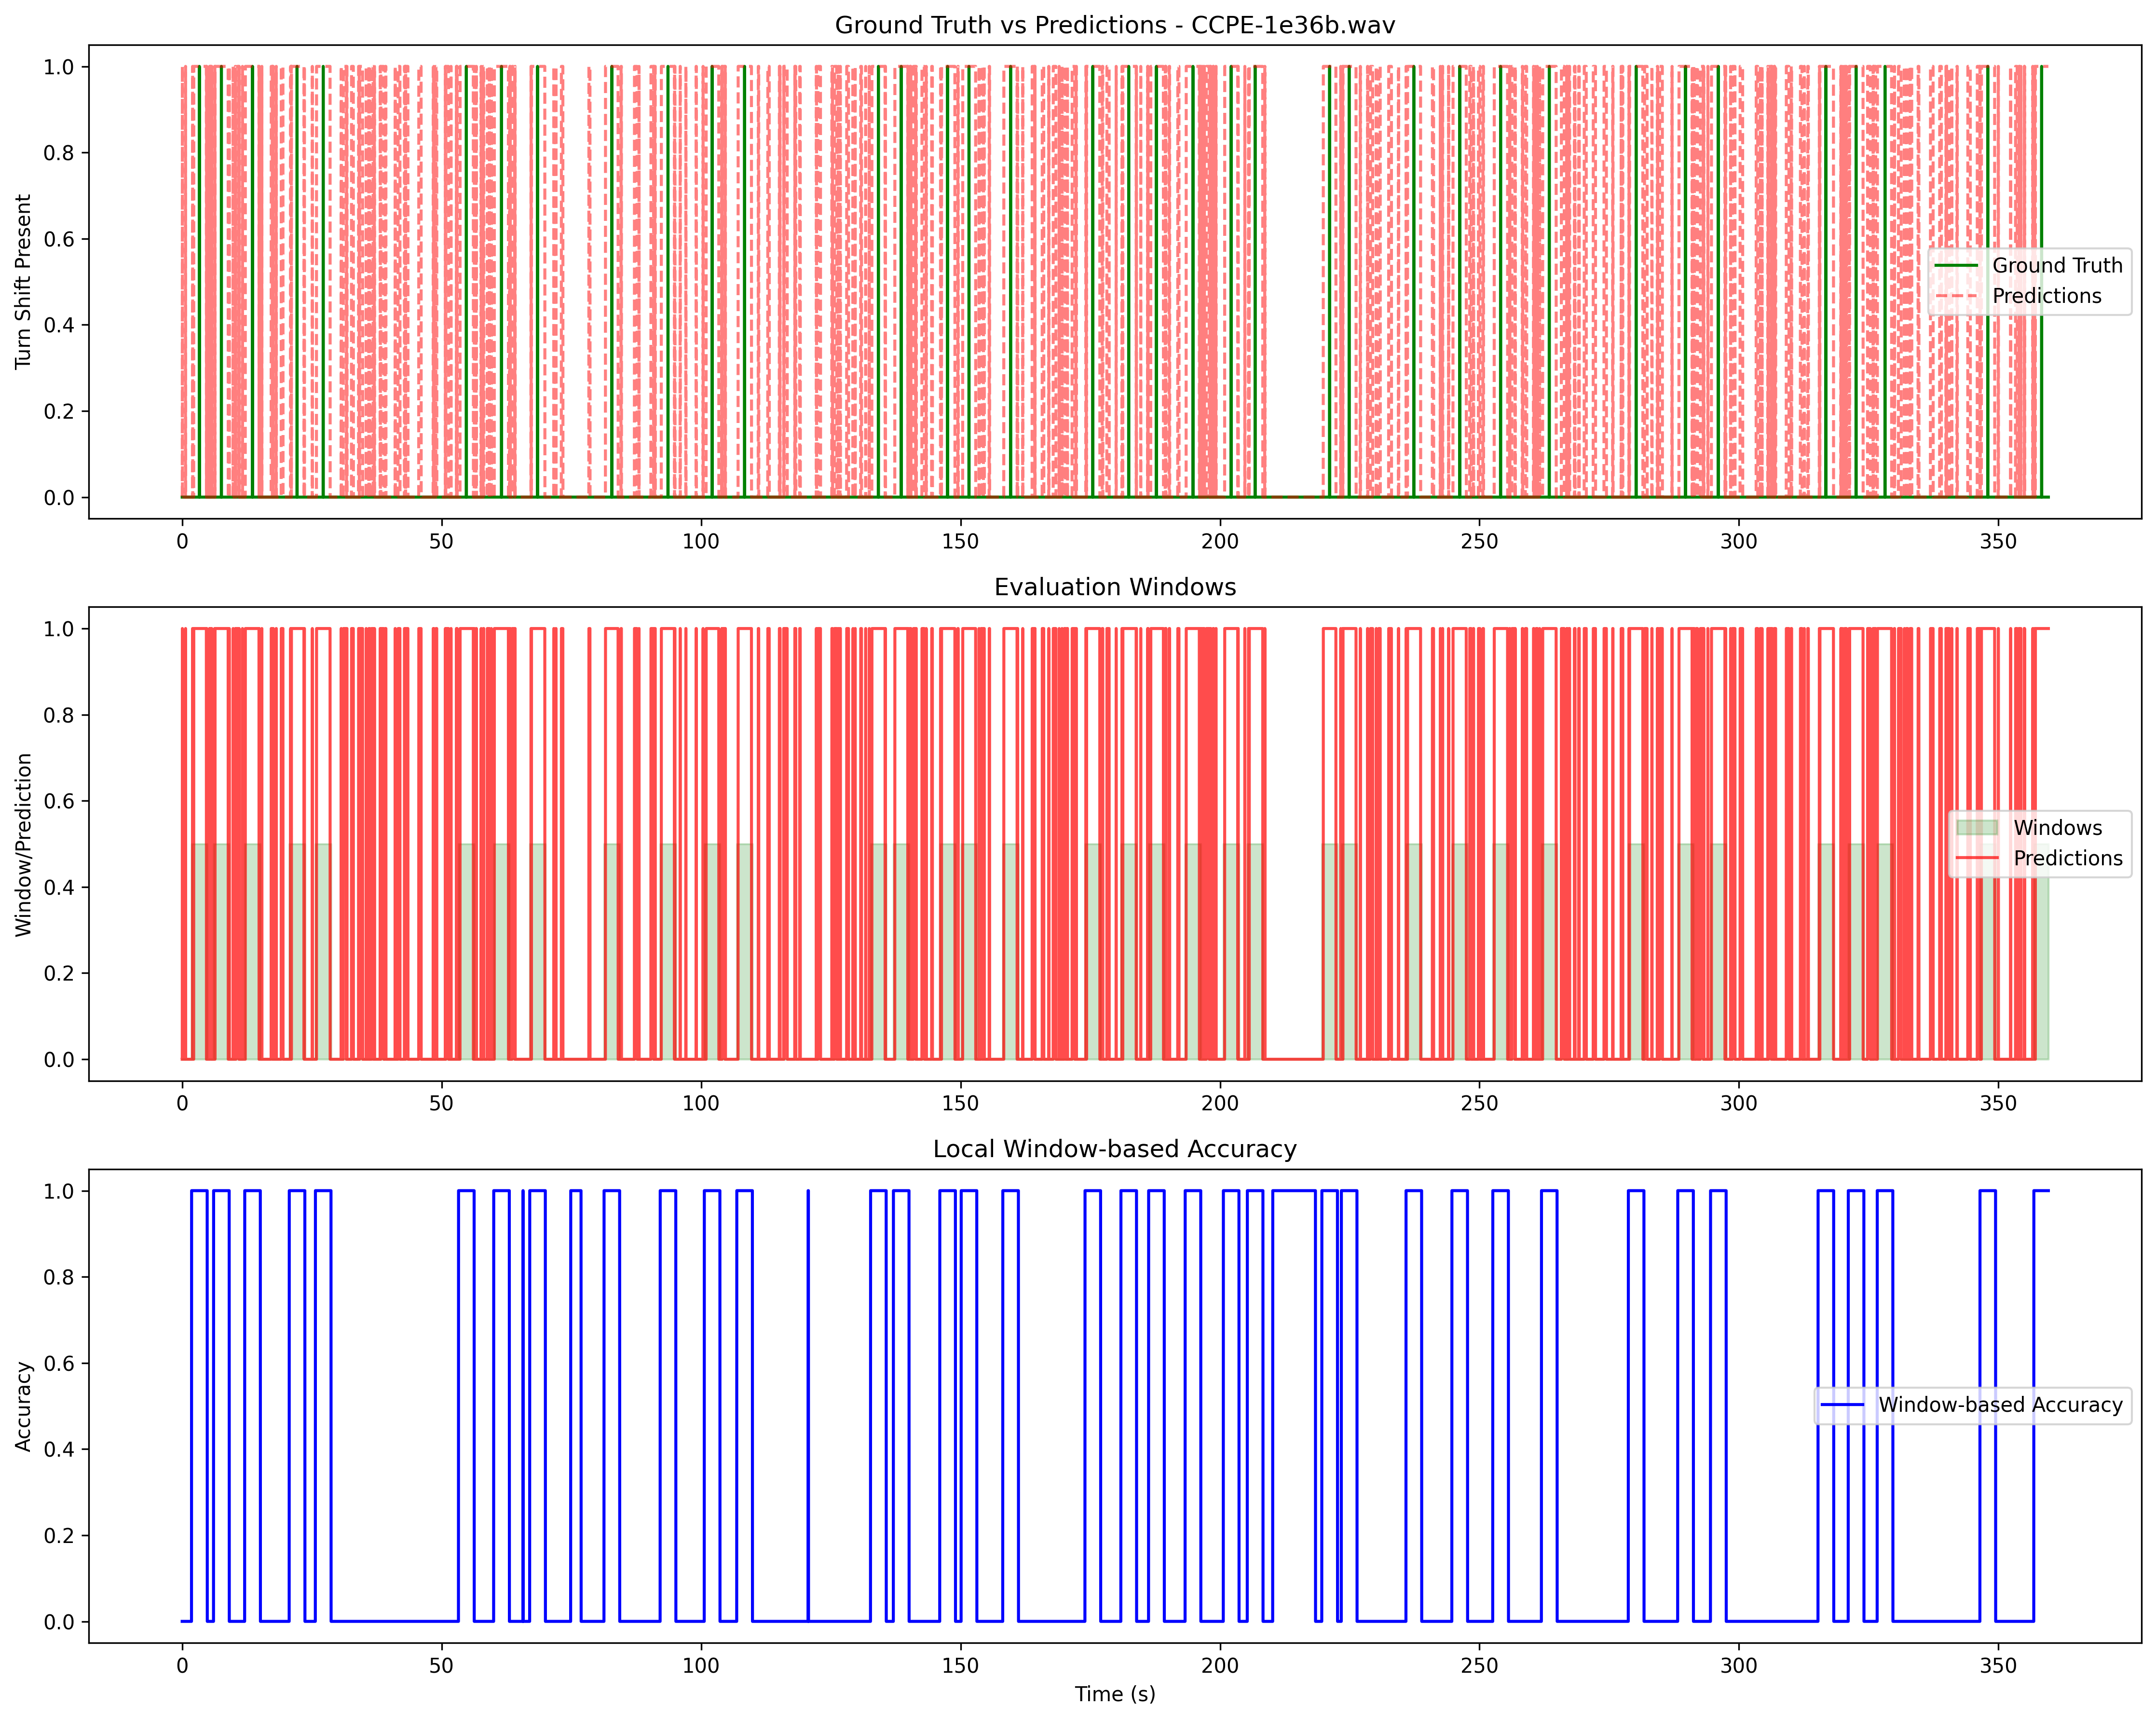 Ground Truth vs Predictions - CCPE-1e36b.wav
1.0
0.8
0.6
0.4
0.2
0.0
Turn Shift Present
Ground Truth
Predictions
0 50 100 150 200 250 300 350
Evaluation Windows
1.0
0.8
0.6
0.4
0.2
0.0
Window/Prediction
Windows
Predictions
0 50 100 150 200 250 300 350
Local Window-based Accuracy
1.0
0.8
0.6
0.4
0.2
0.0
Accuracy
Window-based Accuracy
0 50 100 150 200 250 300 350
Time (s)